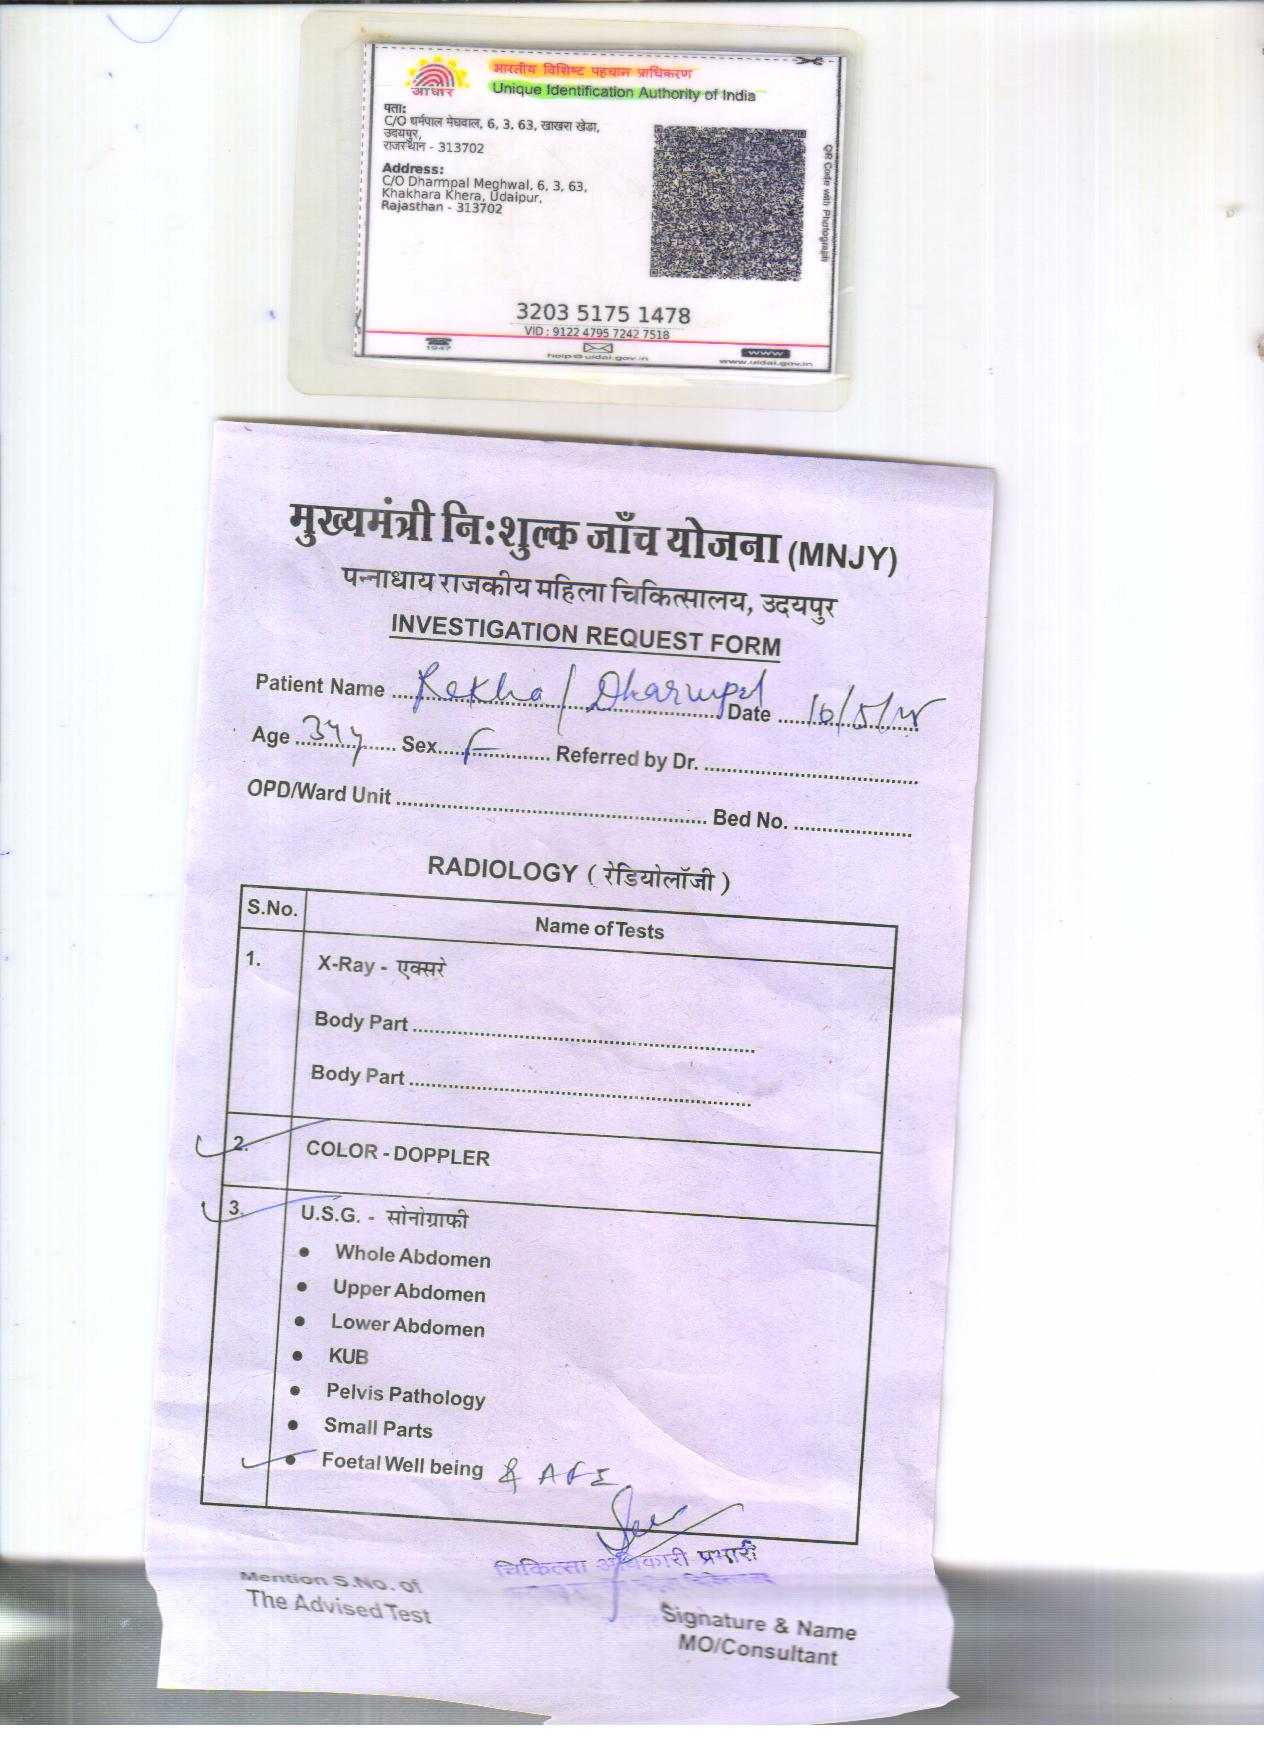 आधार
भारतीय विशिष्ट पहचान प्राधिकरण
Unique Identification Authority of India
पता:
C/O धर्मपाल मेघवाल, 6, 3, 63, खाखरा खेडा,
उदयपुर,
राजस्थान - 313702
Address:
C/O Dharmpal Meghwal, 6, 3, 63,
Khakhara Khera, Udaipur,
Rajasthan - 313702
QR Code with Photograph
3203 5175 1478
VID : 9122 4795 7242 7518
1947 help@uidai.gov.in www www.uidai.gov.in
मुख्यमंत्री नि:शुल्क जाँच योजना (MNJY)
पन्नाधाय राजकीय महिला चिकित्सालय, उदयपुर
INVESTIGATION REQUEST FORM
Patient Name Rekha / Dharmpal Date
Age 34y Sex F Referred by Dr.
OPD/Ward Unit Bed No.
RADIOLOGY ( रेडियोलॉजी )
S.No. Name of Tests
1. X-Ray - एक्सरे
Body Part
Body Part
2. COLOR - DOPPLER
3. U.S.G. - सोनोग्राफी
• Whole Abdomen
• Upper Abdomen
• Lower Abdomen
• KUB
• Pelvis Pathology
• Small Parts
• Foetal Well being & AFI
चिकित्सा अधिकारी प्रभारी
Mention S.No. of
The Advised Test
Signature & Name
MO/Consultant